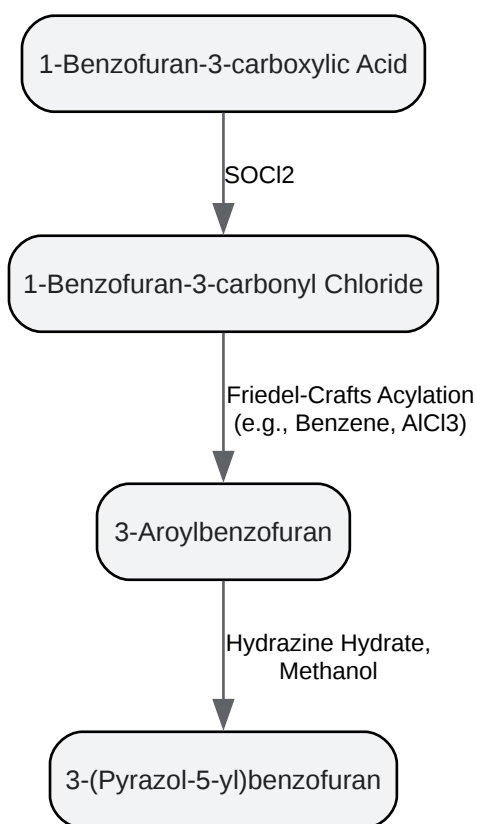 1-Benzofuran-3-carboxylic Acid
SOCl2
1-Benzofuran-3-carbonyl Chloride
Friedel-Crafts Acylation
(e.g., Benzene, AlCl3)
3-Aroylbenzofuran
Hydrazine Hydrate,
Methanol
3-(Pyrazol-5-yl)benzofuran